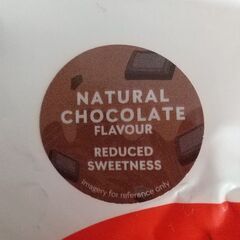 NATURAL
CHOCOLATE
FLAVOUR
REDUCED
SWEETNESS
imagery for reference only